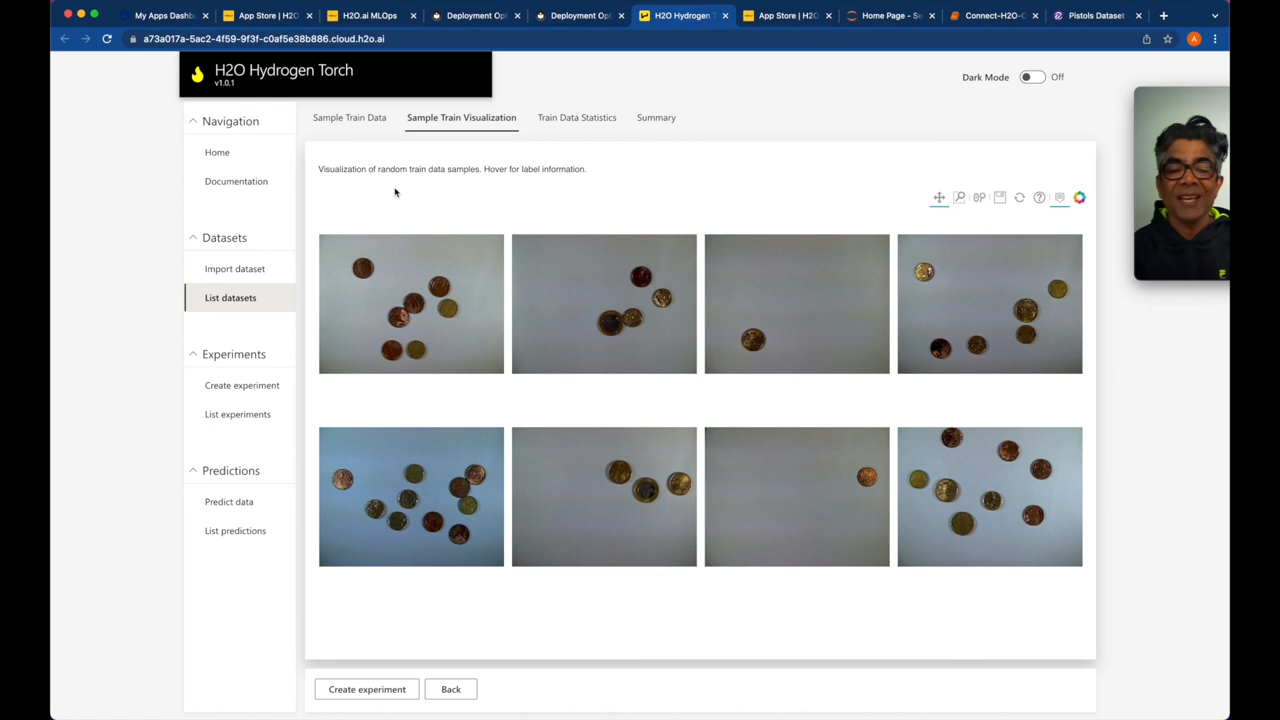 My Apps Dashb
App Store | H2O
H2O.ai MLOps
Deployment Opt
Deployment Opt
H2O Hydrogen T
App Store | H2O
Home Page - Se
Connect-H2O-
Pistols Dataset
a73a017a-5ac2-4f59-9f3f-c0af5e38b886.cloud.h2o.ai
A
H2O Hydrogen Torch
v1.0.1
Dark Mode
Off
Navigation
Home
Documentation
Datasets
Import dataset
List datasets
Experiments
Create experiment
List experiments
Predictions
Predict data
List predictions
Sample Train Data
Sample Train Visualization
Train Data Statistics
Summary
Visualization of random train data samples. Hover for label information.
Create experiment
Back